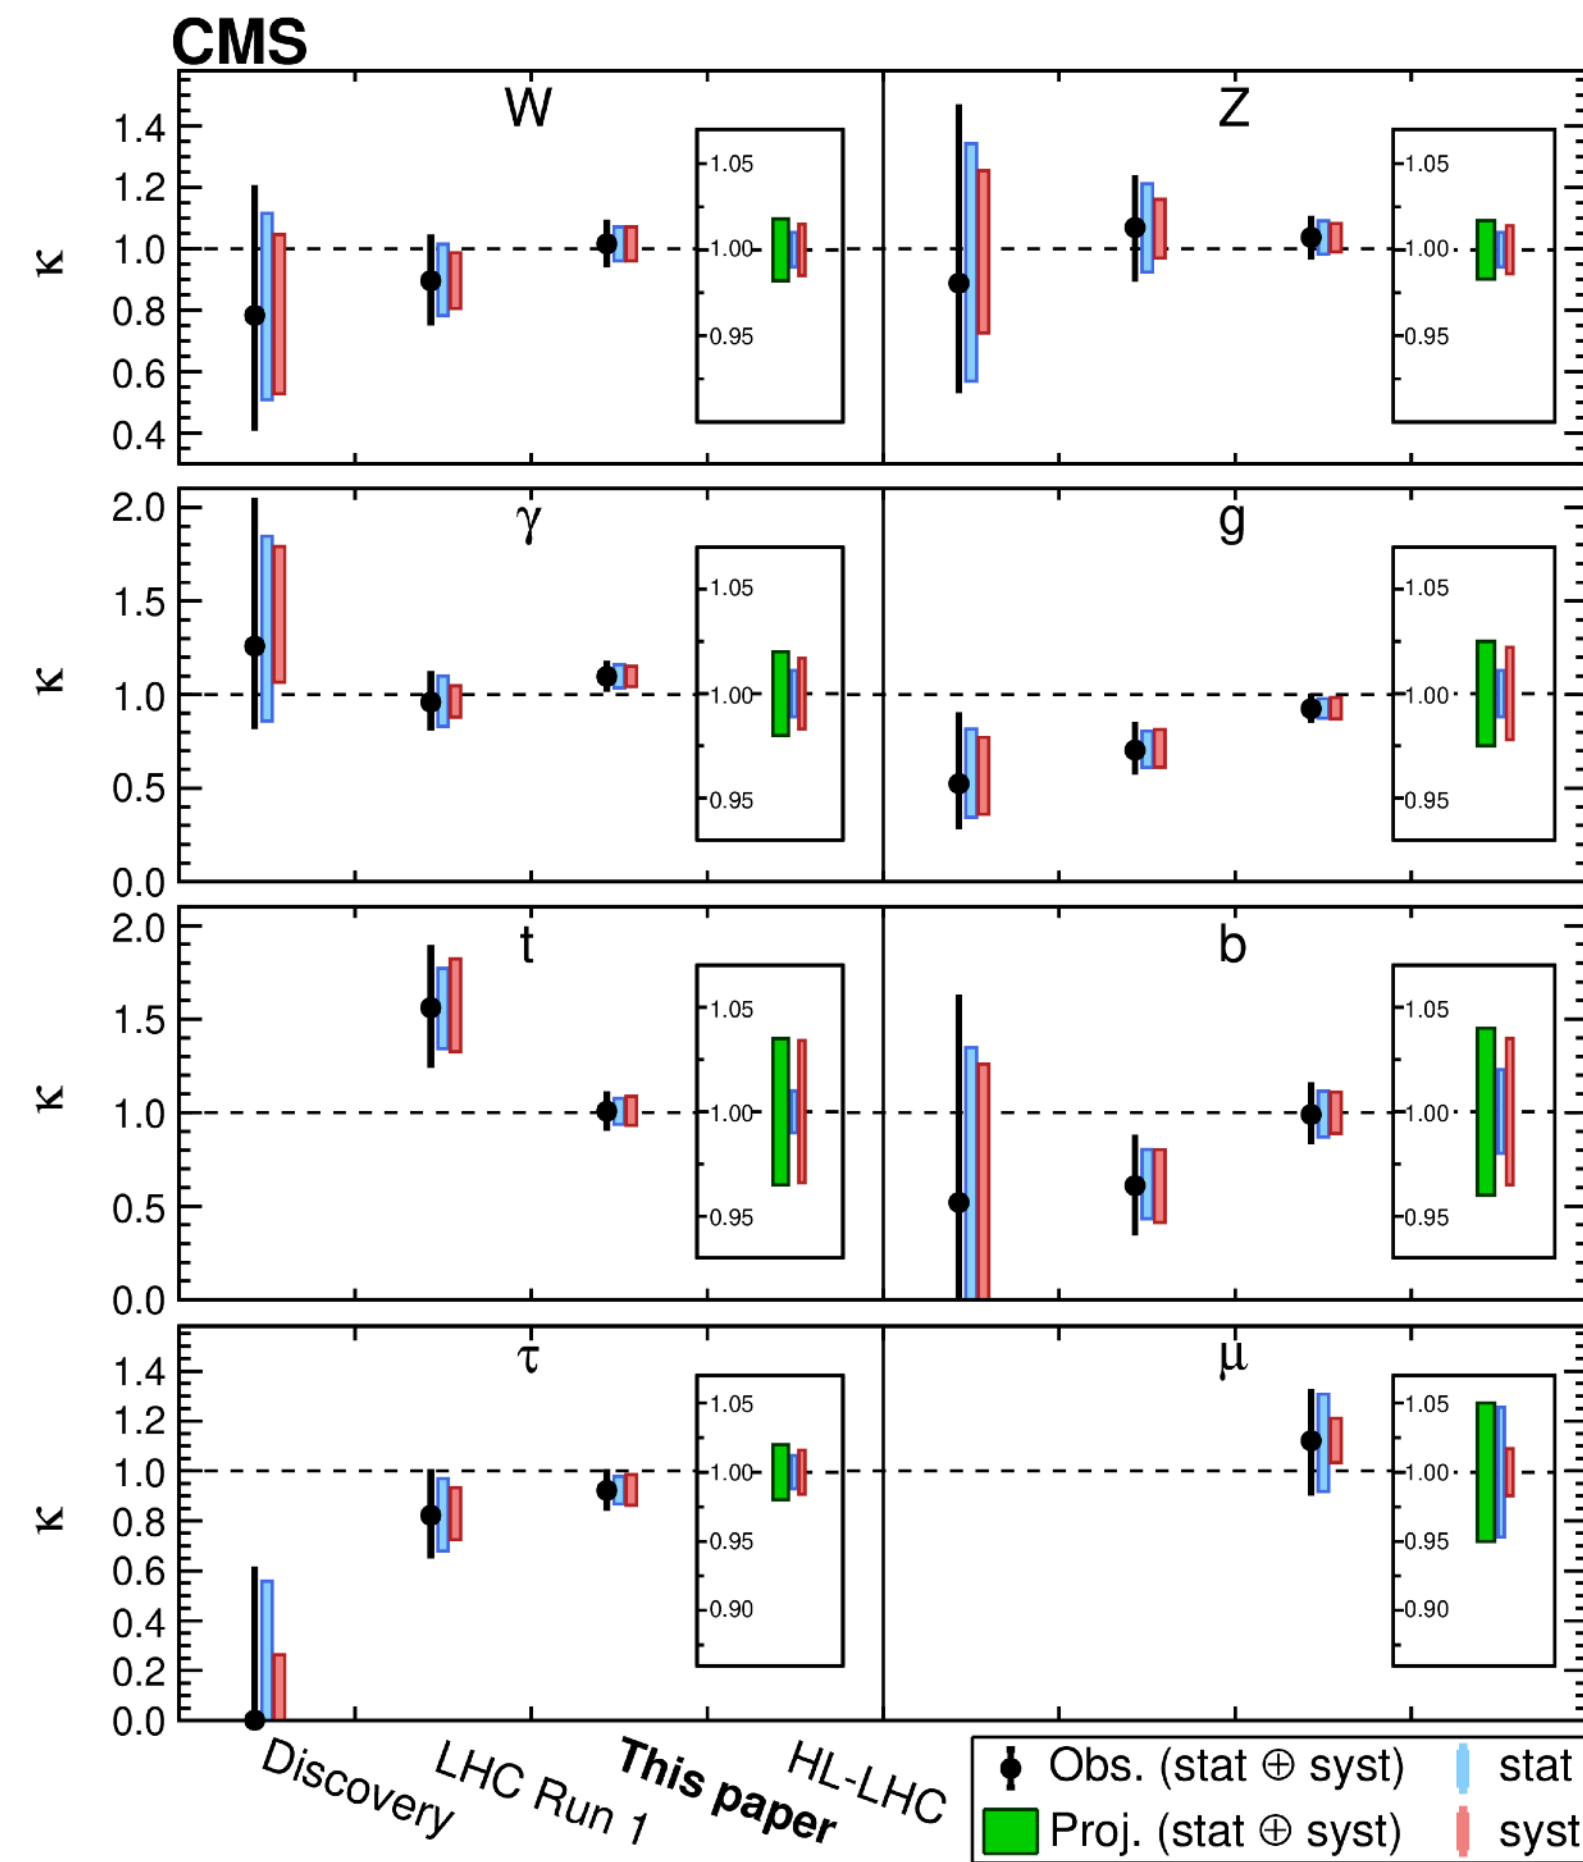 CMS
W
Z
κ
1.4
1.2
1.0
0.8
0.6
0.4
1.05
1.00
0.95
1.05
1.00
0.95
γ
g
κ
2.0
1.5
1.0
0.5
0.0
1.05
1.00
0.95
1.05
1.00
0.95
t
b
κ
2.0
1.5
1.0
0.5
0.0
1.05
1.00
0.95
1.05
1.00
0.95
τ
μ
κ
1.4
1.2
1.0
0.8
0.6
0.4
0.2
0.0
1.05
1.00
0.95
0.90
1.05
1.00
0.95
0.90
Discovery
LHC Run 1
This paper
HL-LHC
Obs. (stat ⊕ syst)
stat
Proj. (stat ⊕ syst)
syst